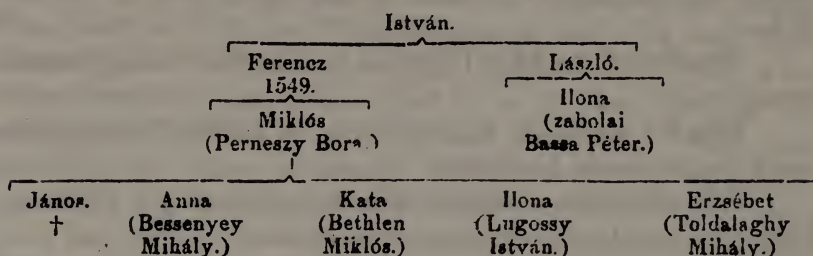 István.
Ferencz László.
1549. Ilona
Miklós (zabolai
(Perneszy Bora.) Bassa Péter.)
János. Anna Kata Ilona Erzsébet
† (Bessenyey (Bethlen (Lugossy (Toldalaghy
Mihály.) Miklós.) István.) Mihály.)